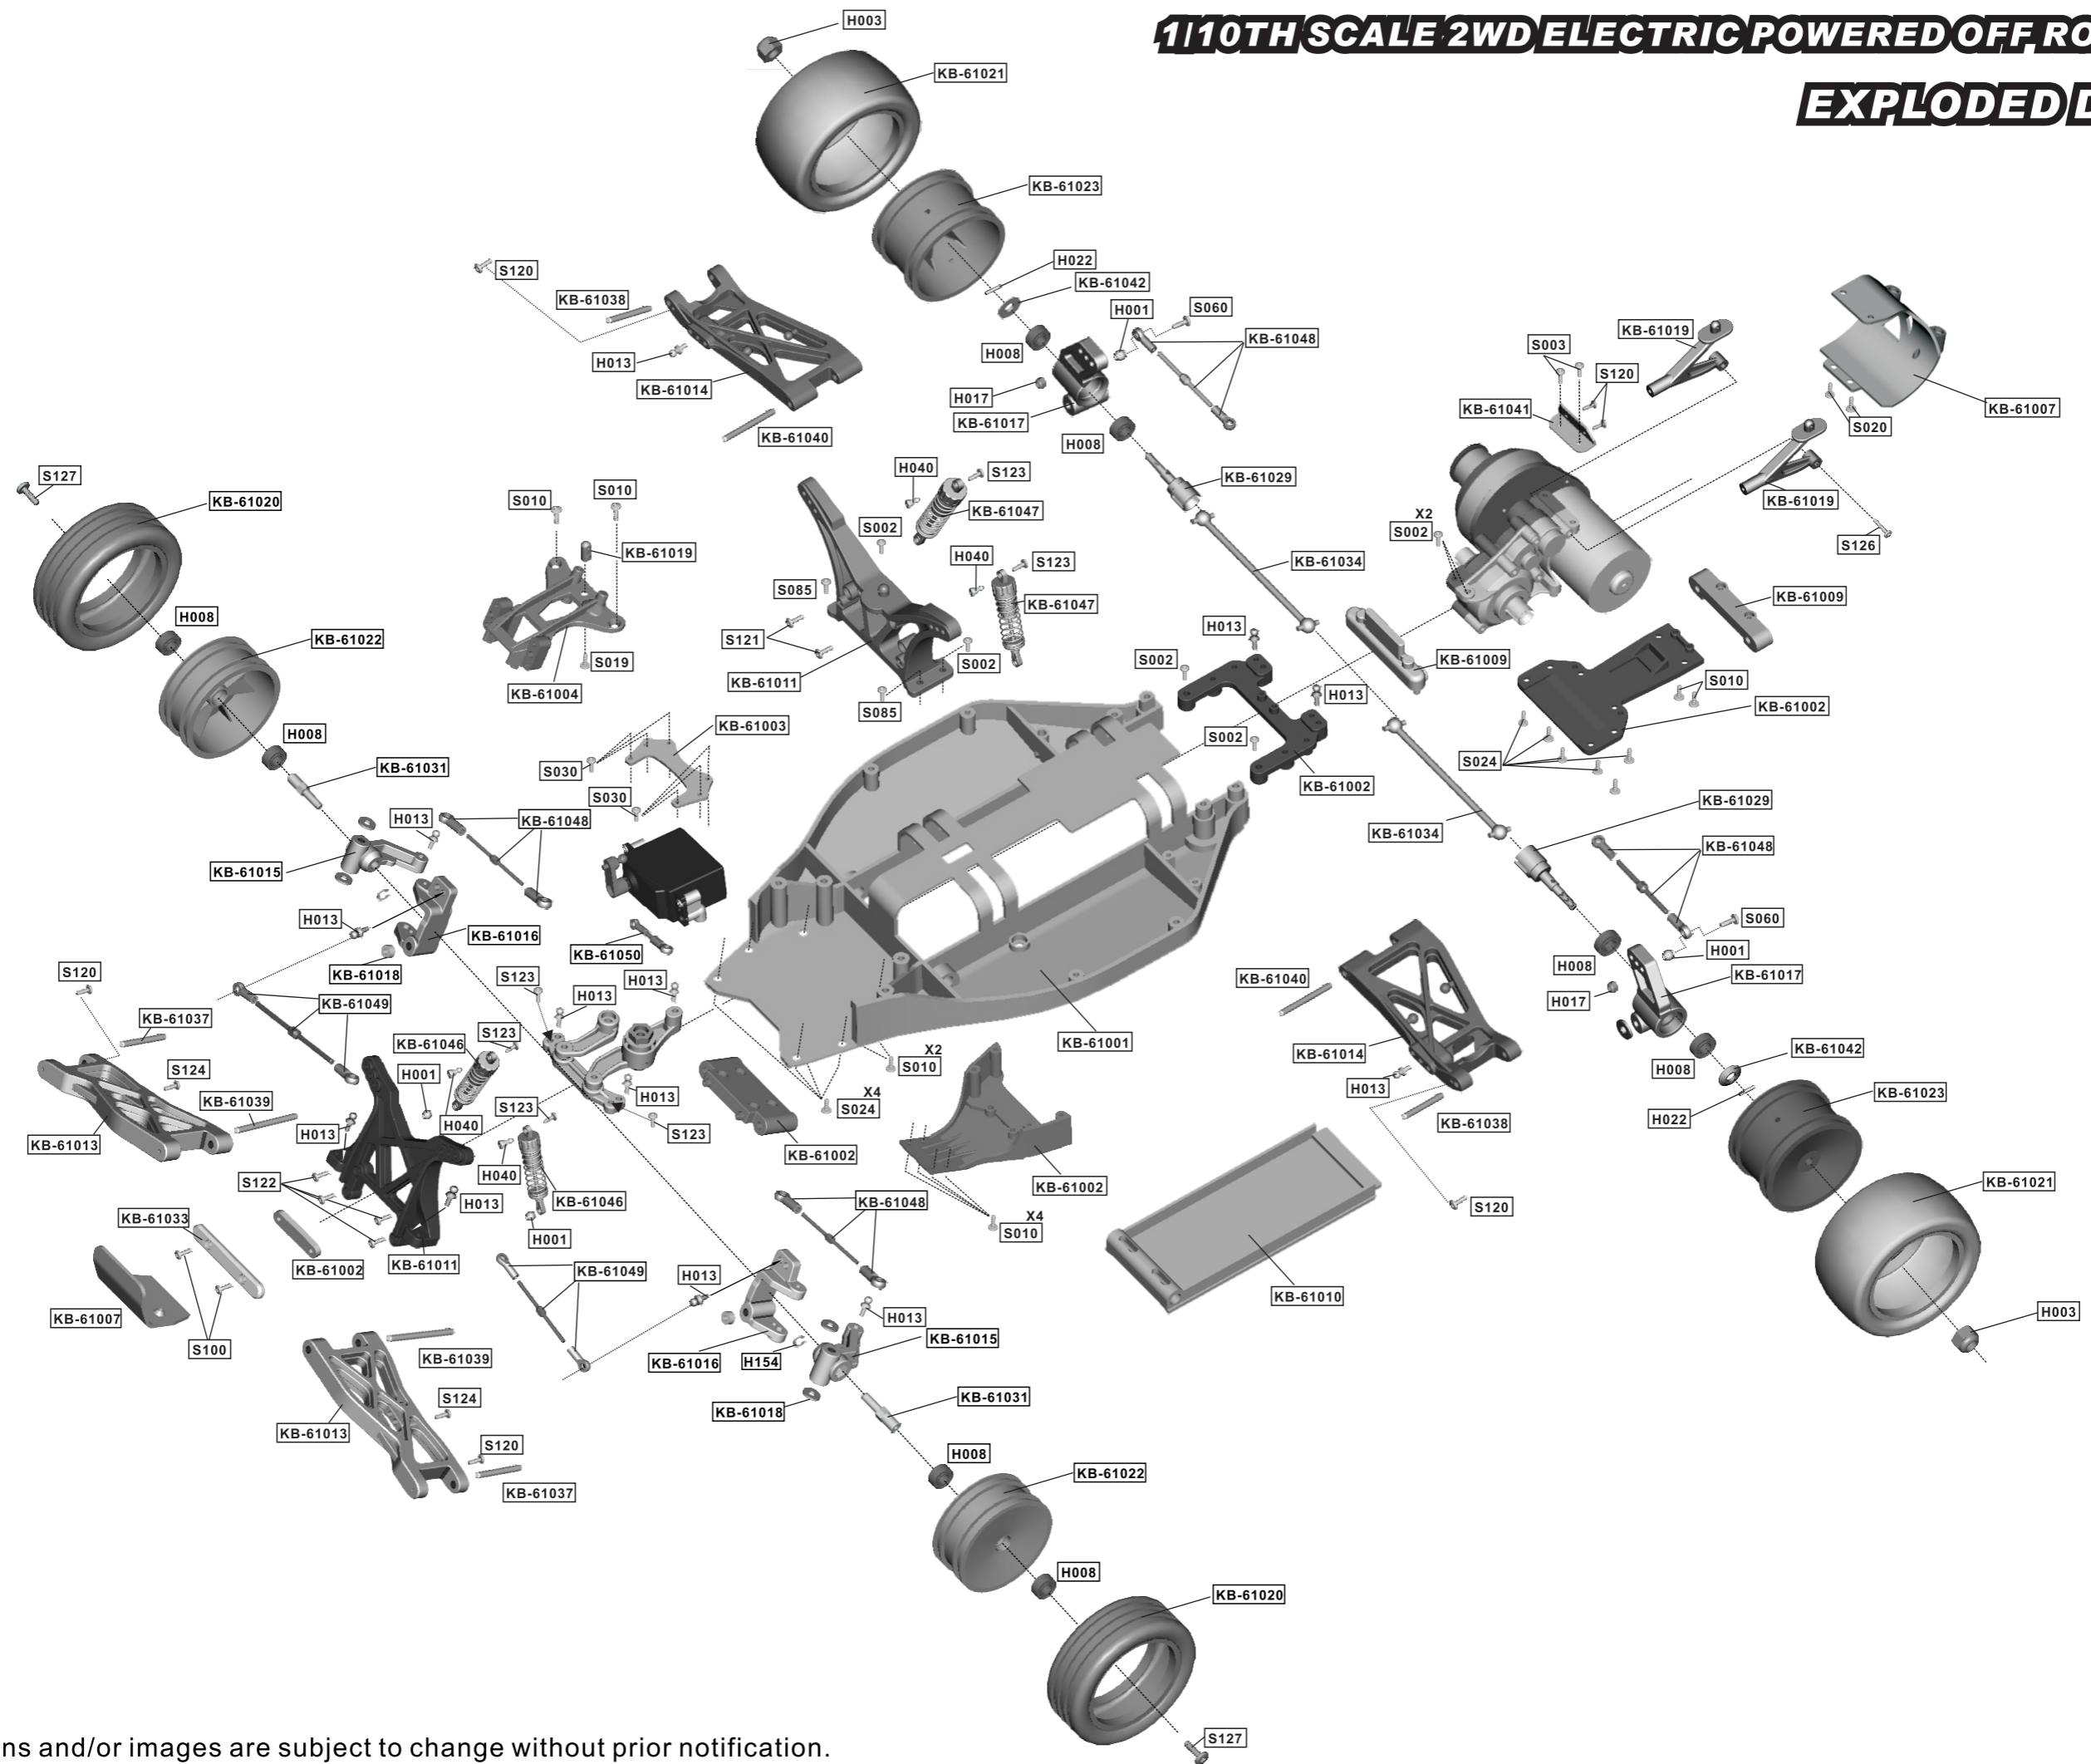 H003
1|10TH SCALE 2WD ELECTRIC POWERED OFF RO
KB-61021
EXPLODED D
KB-61023
H022
S120
KB-61042
KB-61038
H001
S060
KB-61019
KB-61048
S003
H008
H013
S120
KB-61014
H017
KB-61041
KB-61007
KB-61017
S020
KB-61040
H008
H040
S123
S127
KB-61029
S010
S010
KB-61020
KB-61019
KB-61047
X2
S002
S002
KB-61019
S126
H040
S123
KB-61034
S085
KB-61009
KB-61047
H008
KB-61022
S121
H013
S002
S002
KB-61009
S019
KB-61011
S010
KB-61004
H013
KB-61002
S085
KB-61003
H008
S002
KB-61031
S030
S024
KB-61002
S030
KB-61029
H013
KB-61048
KB-61034
KB-61048
KB-61015
H013
S060
KB-61016
H001
KB-61050
H008
KB-61017
KB-61018
S120
S123
H013
H013
KB-61040
KB-61049
H017
KB-61037
S123
KB-61046
KB-61001
X2
S010
KB-61014
KB-61042
S124
H001
H008
H013
H013
X4
S024
KB-61023
KB-61039
S123
H013
H040
S123
KB-61038
H022
KB-61013
KB-61002
H040
S122
KB-61002
KB-61021
KB-61046
H013
KB-61048
S120
KB-61033
X4
S010
H001
KB-61002
KB-61011
KB-61049
H013
KB-61010
KB-61007
H013
H003
KB-61015
S100
KB-61039
KB-61016
H154
S124
KB-61031
KB-61018
KB-61013
S120
H008
KB-61022
KB-61037
H008
KB-61020
S127
ns and/or images are subject to change without prior notification.